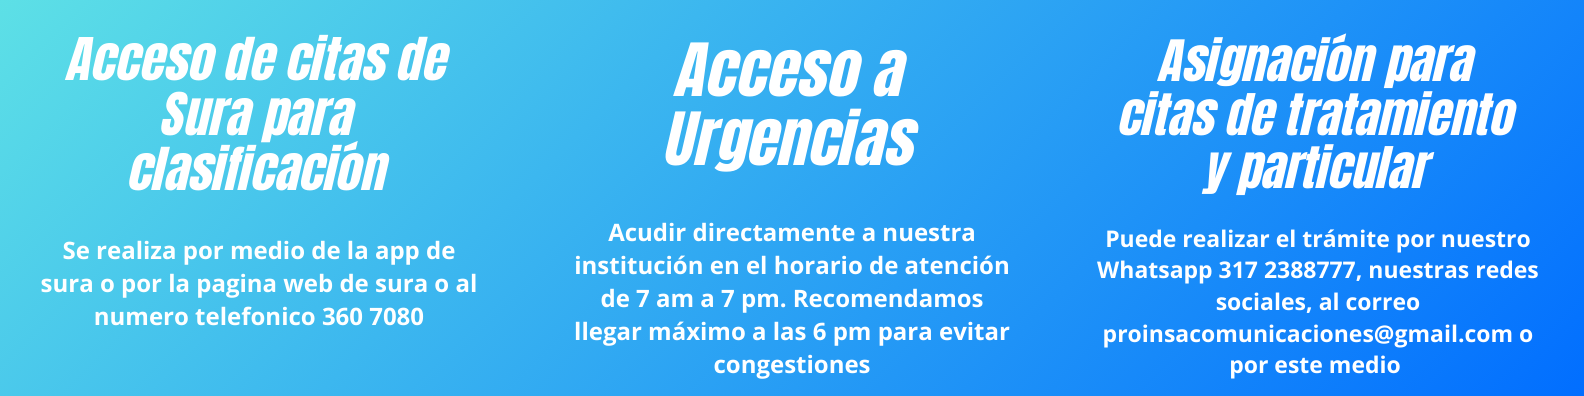 Acceso de citas de
Sura para
clasificación
Se realiza por medio de la app de
sura o por la pagina web de sura o al
numero telefonico 360 7080
Acceso a
Urgencias
Acudir directamente a nuestra
institución en el horario de atención
de 7 am a 7 pm. Recomendamos
llegar máximo a las 6 pm para evitar
congestiones
Asignación para
citas de tratamiento
y particular
Puede realizar el trámite por nuestro
Whatsapp 317 2388777, nuestras redes
sociales, al correo
proinsacomunicaciones@gmail.com o
por este medio